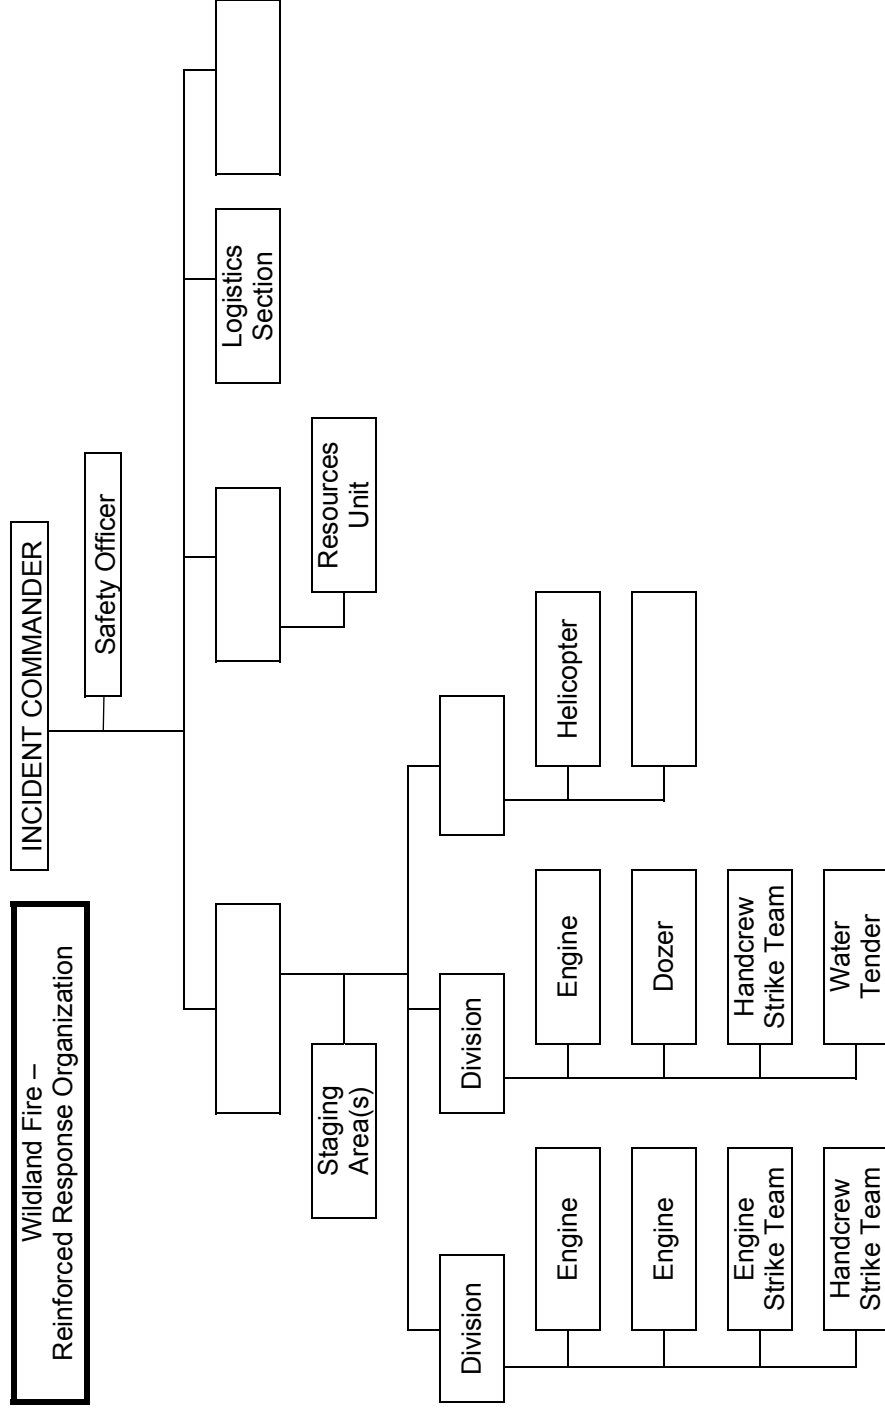 Wildland Fire –
Reinforced Response Organization
INCIDENT COMMANDER
Safety Officer
Logistics
Section
Staging
Area(s)
Resources
Unit
Division
Division
Engine
Engine
Helicopter
Engine
Dozer
Engine
Strike Team
Handcrew
Strike Team
Handcrew
Strike Team
Water
Tender